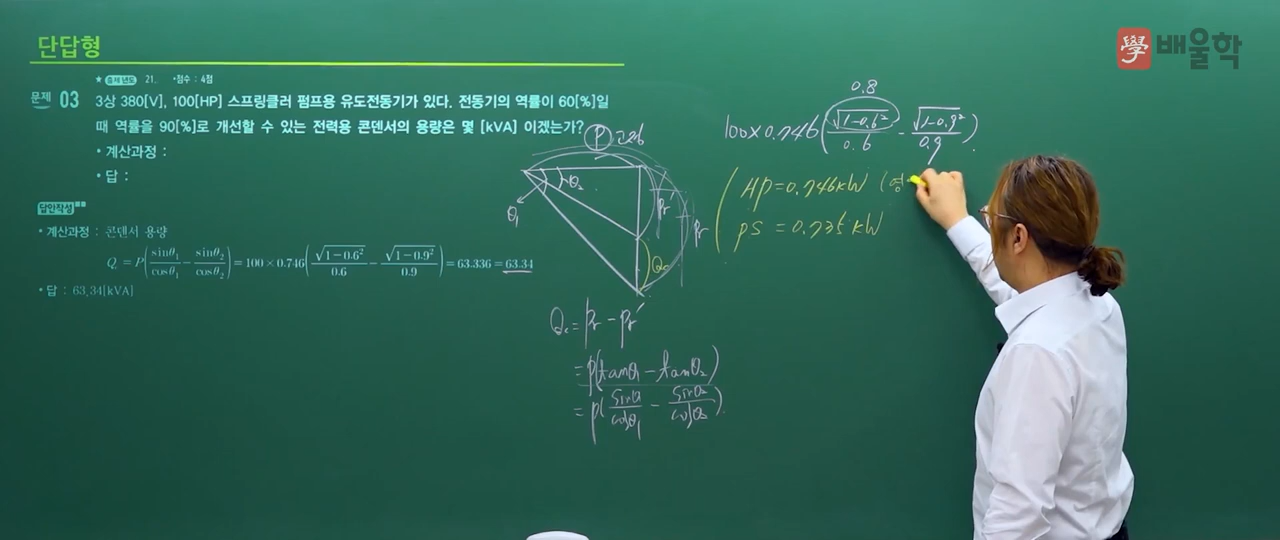 단답형
學 배울학
★ 출제년도 21. •점수 : 4점
문제 03 3상 380[V], 100[HP] 스프링클러 펌프용 유도전동기가 있다. 전동기의 역률이 60[%]일
때 역률을 90[%]로 개선할 수 있는 전력용 콘덴서의 용량은 몇 [kVA] 이겠는가?
• 계산과정 :
• 답 :
답안작성
• 계산과정 : 콘덴서 용량
Q = P(sinθ₁/cosθ₁ - sinθ₂/cosθ₂) = 100 × 0.746(√(1-0.6²)/0.6 - √(1-0.9²)/0.9) = 63.336 = 63.34
• 답 : 63.34[kVA]
P 고정
θ₂
θ₁
Pr'
Pr
Qc
Qc = Pr - Pr'
= P(tanθ₁ - tanθ₂)
= P(sinθ₁/cosθ₁ - sinθ₂/cosθ₂)
0.8
100×0.746(√(1-0.6²)/0.6 - √(1-0.9²)/0.9)
HP = 0.746kW (영
PS = 0.735kW